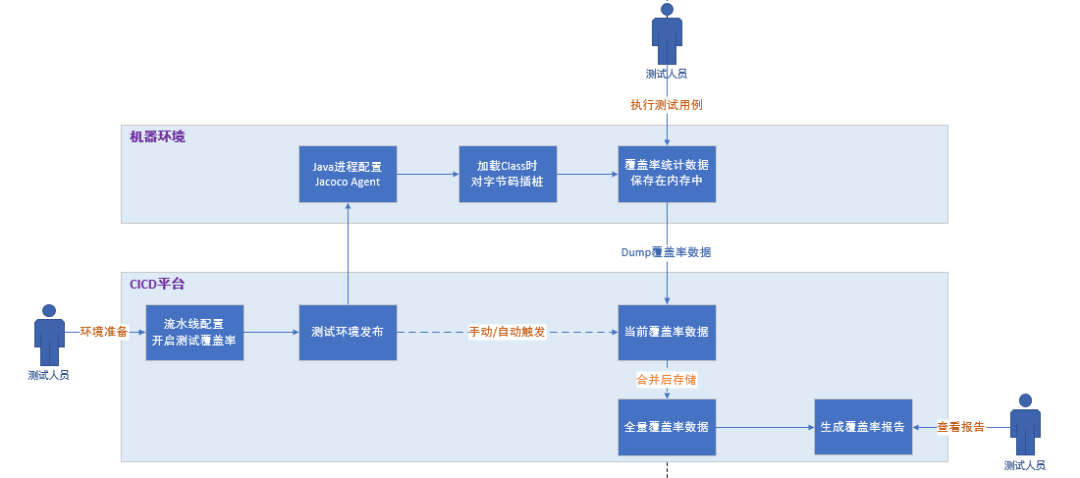 测试人员
执行测试用例
机器环境
Java进程配置
Jacoco Agent
加载Class时
对字节码插桩
覆盖率统计数据
保存在内存中
Dump覆盖率数据
CICD平台
测试人员
环境准备
流水线配置
开启测试覆盖率
测试环境发布
手动/自动触发
当前覆盖率数据
合并后存储
全量覆盖率数据
生成覆盖率报告
查看报告
测试人员